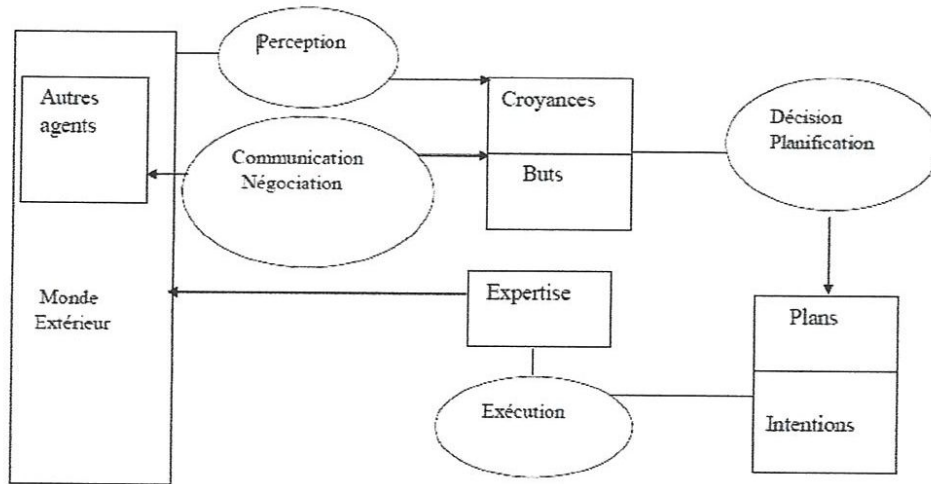 Perception
Autres
agents
Croyances
Décision
Planification
Communication
Négociation
Buts
Monde
Extérieur
Expertise
Plans
Exécution
Intentions